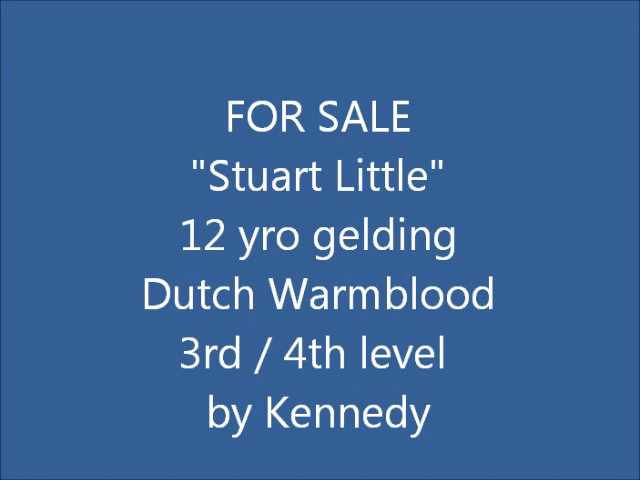 FOR SALE
"Stuart Little"
12 yro gelding
Dutch Warmblood
3rd / 4th level
by Kennedy